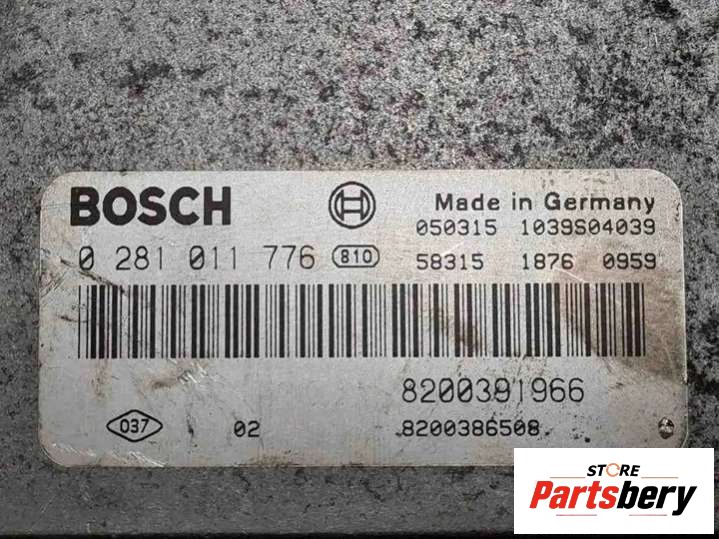 BOSCH
Made in Germany
050315 1039S04039
0 281 011 776 810
58315 1876 0959
8200391966
037 02 8200386508
STORE
Partsbery